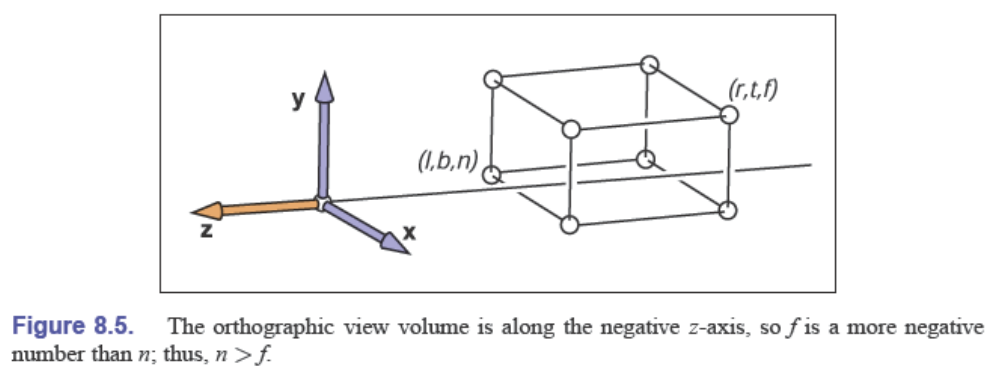 y
(r,t,f)
(l,b,n)
z
x
Figure 8.5. The orthographic view volume is along the negative z-axis, so f is a more negative
number than n; thus, n > f.